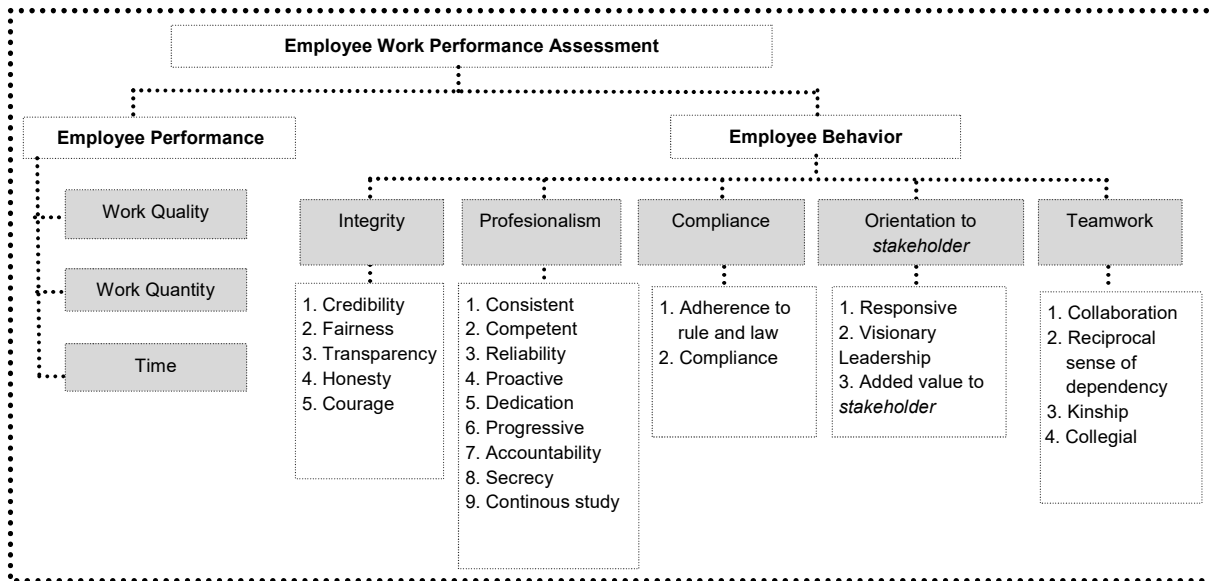 Employee Work Performance Assessment
Employee Performance
Employee Behavior
Work Quality
Work Quantity
Time
Integrity
1. Credibility
2. Fairness
3. Transparency
4. Honesty
5. Courage
Profesionalism
1. Consistent
2. Competent
3. Reliability
4. Proactive
5. Dedication
6. Progressive
7. Accountability
8. Secrecy
9. Continous study
Compliance
1. Adherence to
rule and law
2. Compliance
Orientation to
stakeholder
1. Responsive
2. Visionary
Leadership
3. Added value to
stakeholder
Teamwork
1. Collaboration
2. Reciprocal
sense of
dependency
3. Kinship
4. Collegial